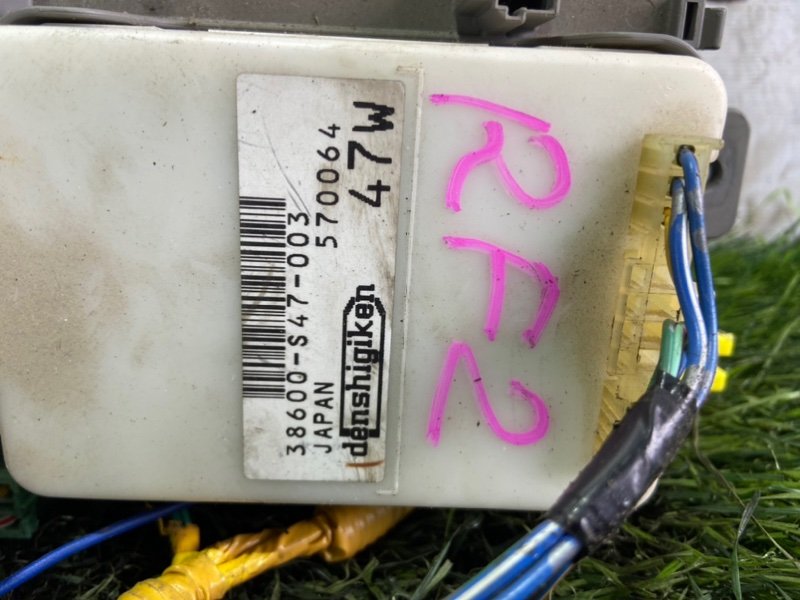 38600-S47-003
JAPAN 570064
denshigiken 47W
RF2